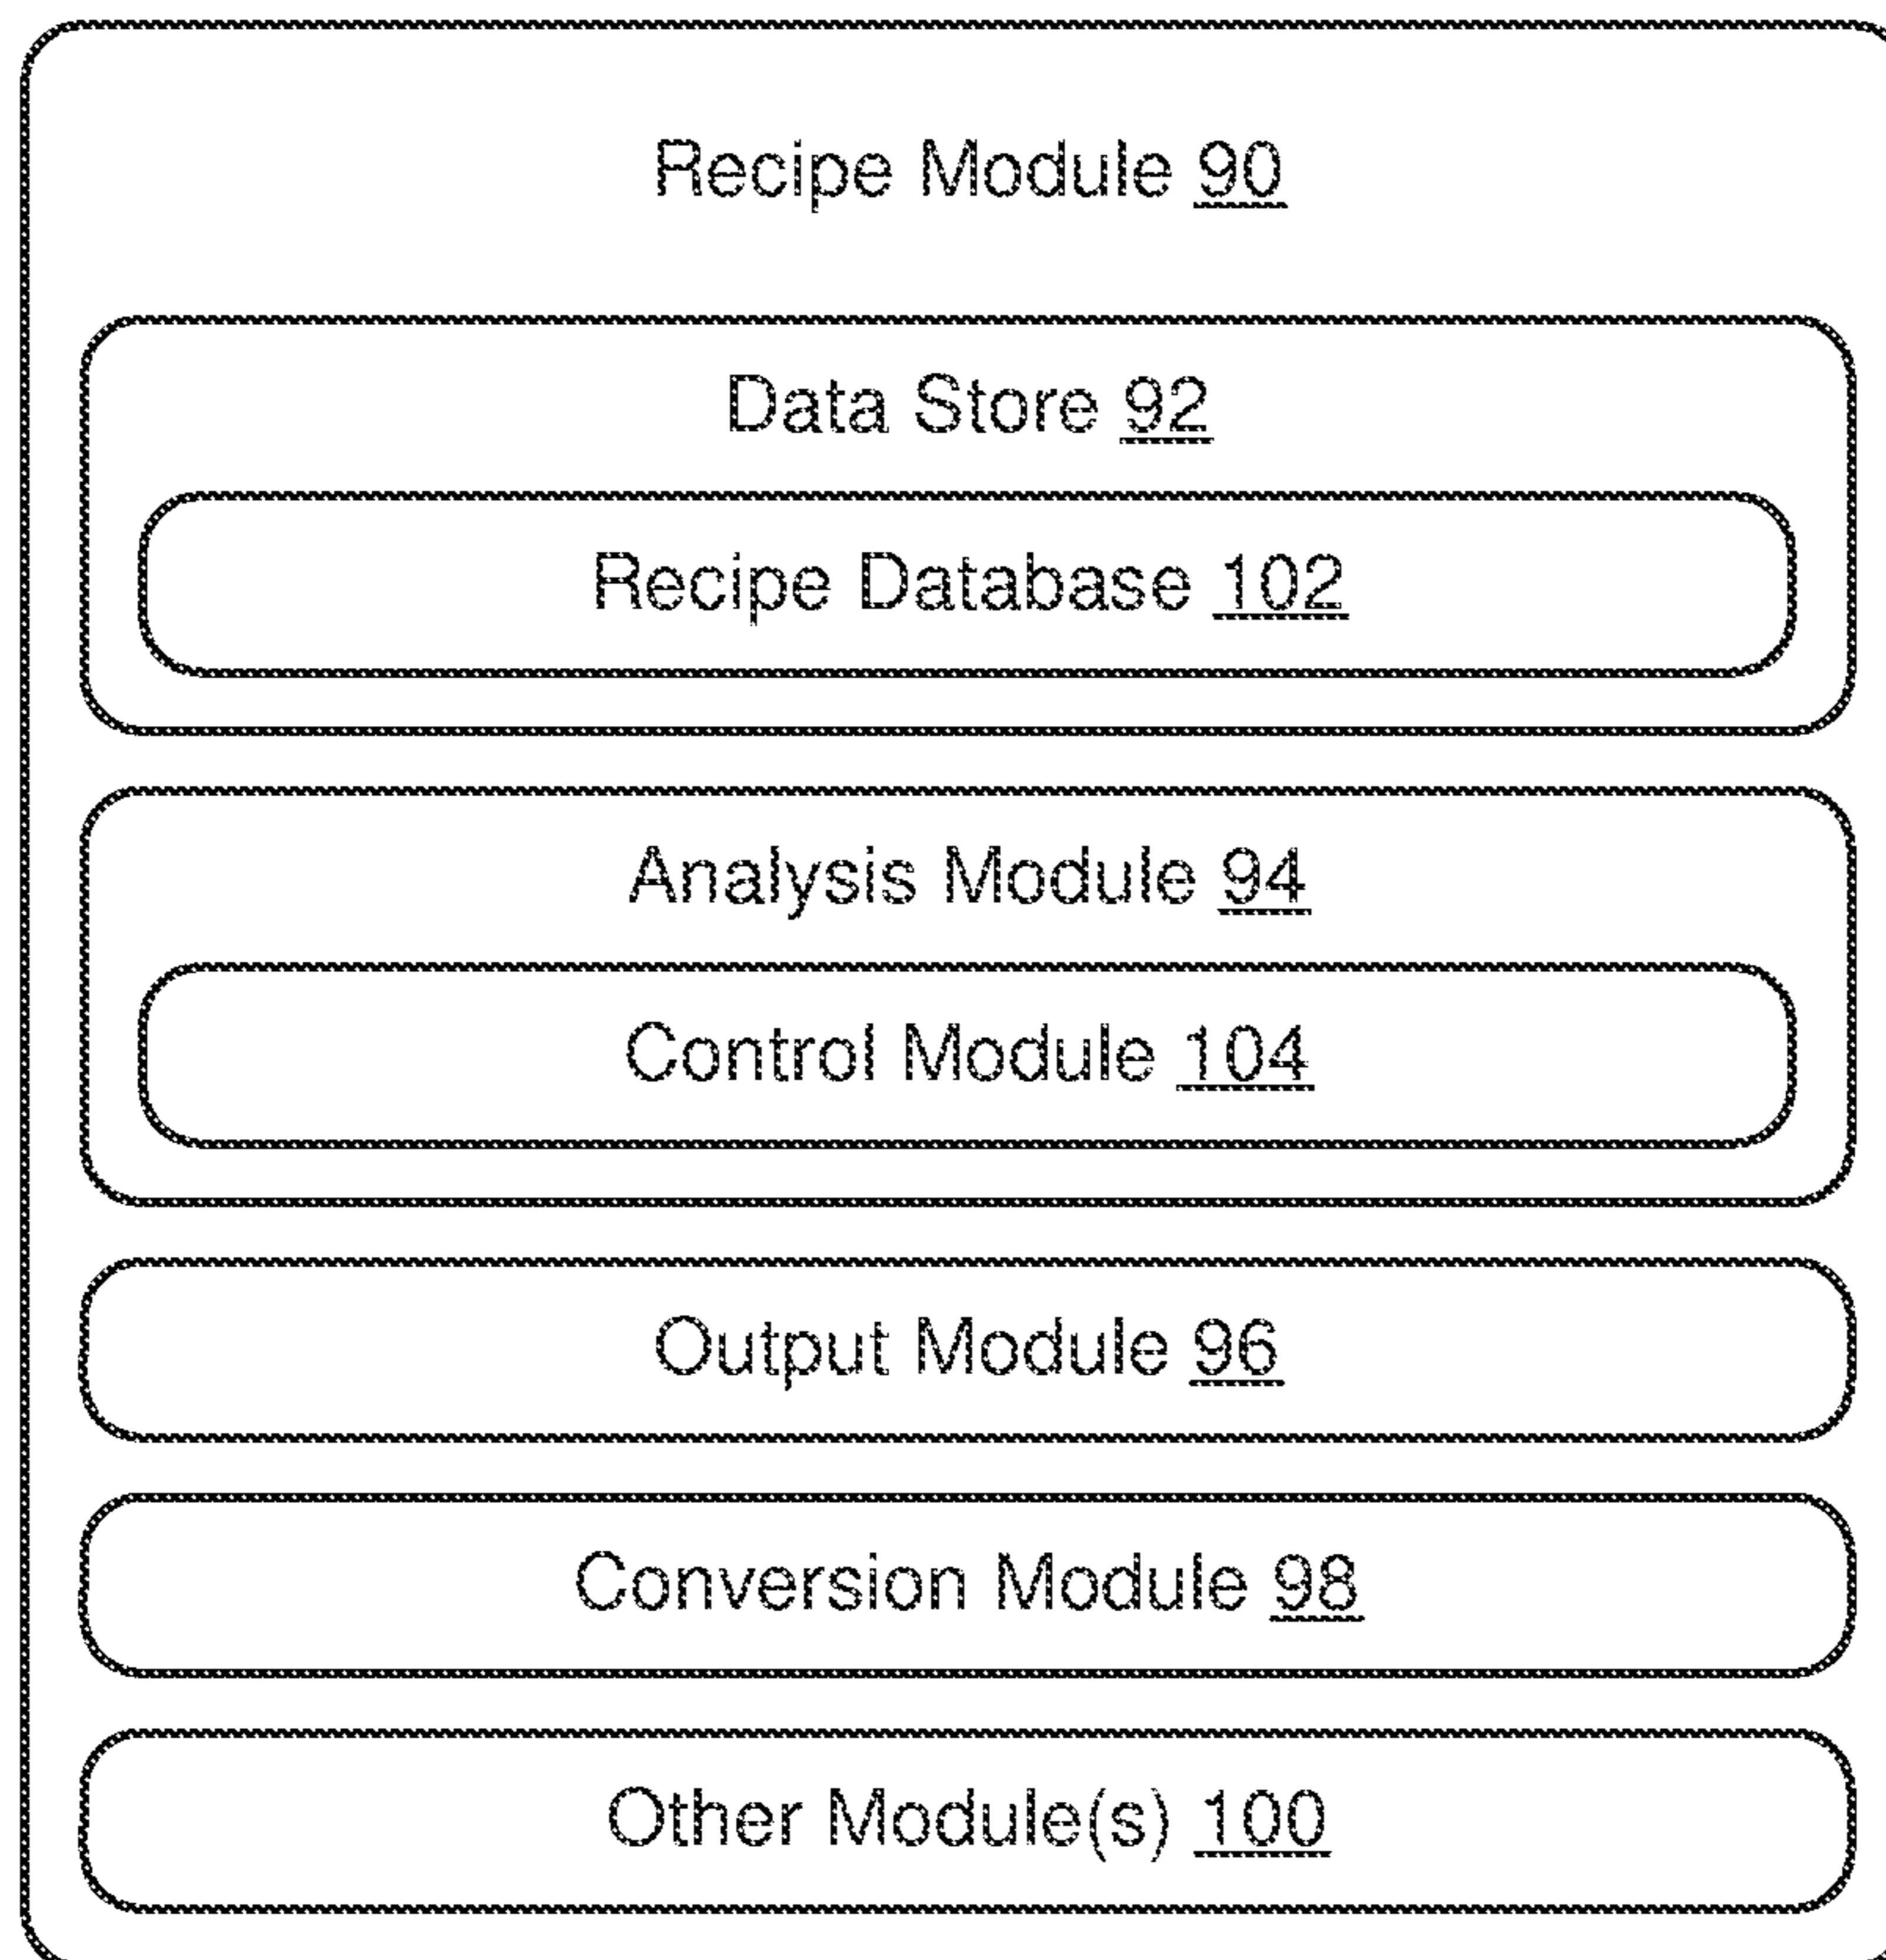 Recipe Module 90
Data Store 92
Recipe Database 102
Analysis Module 94
Control Module 104
Output Module 96
Conversion Module 98
Other Module(s) 100